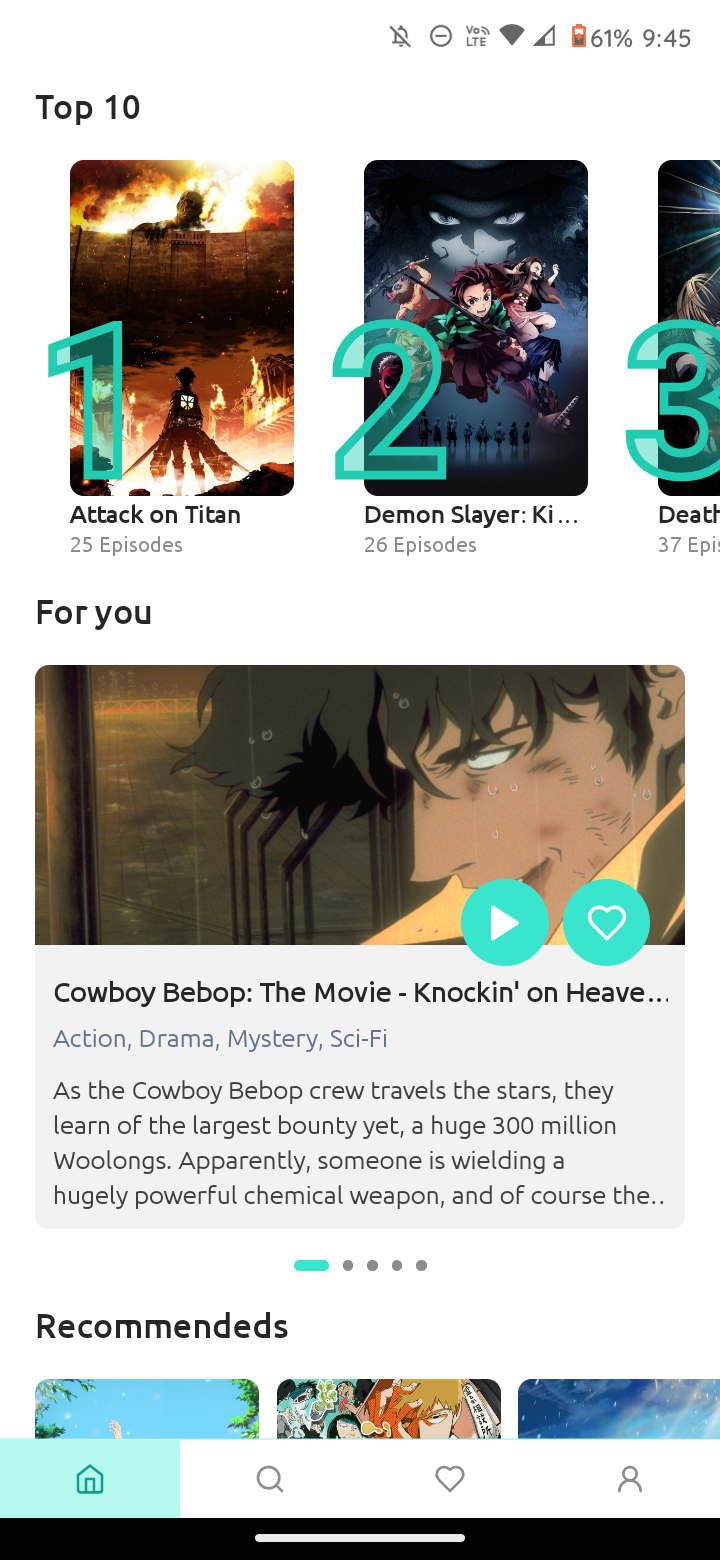 Vo LTE 61% 9:45
Top 10
1 2 3
Attack on Titan Demon Slayer: Ki... Death
25 Episodes 26 Episodes 37 Epis
For you
Cowboy Bebop: The Movie - Knockin' on Heave...
Action, Drama, Mystery, Sci-Fi
As the Cowboy Bebop crew travels the stars, they
learn of the largest bounty yet, a huge 300 million
Woolongs. Apparently, someone is wielding a
hugely powerful chemical weapon, and of course the..
Recommendeds